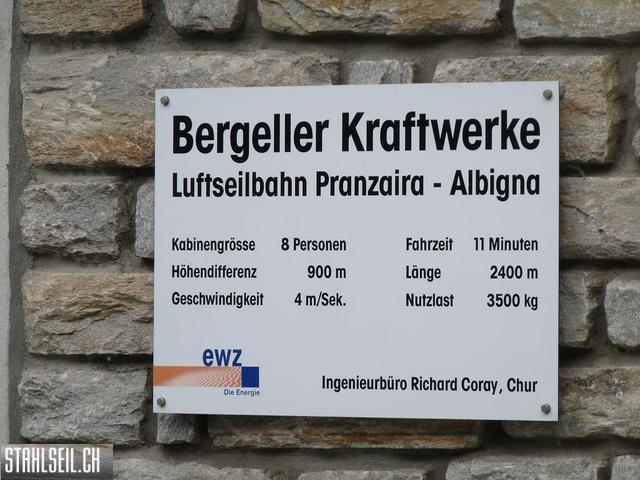 Bergeller Kraftwerke
Luftseilbahn Pranzaira - Albigna
Kabinengrösse 8 Personen Fahrzeit 11 Minuten
Höhendifferenz 900 m Länge 2400 m
Geschwindigkeit 4 m/Sek. Nutzlast 3500 kg
ewz
Die Energie
Ingenieurbüro Richard Coray, Chur
STAHLSEIL.CH